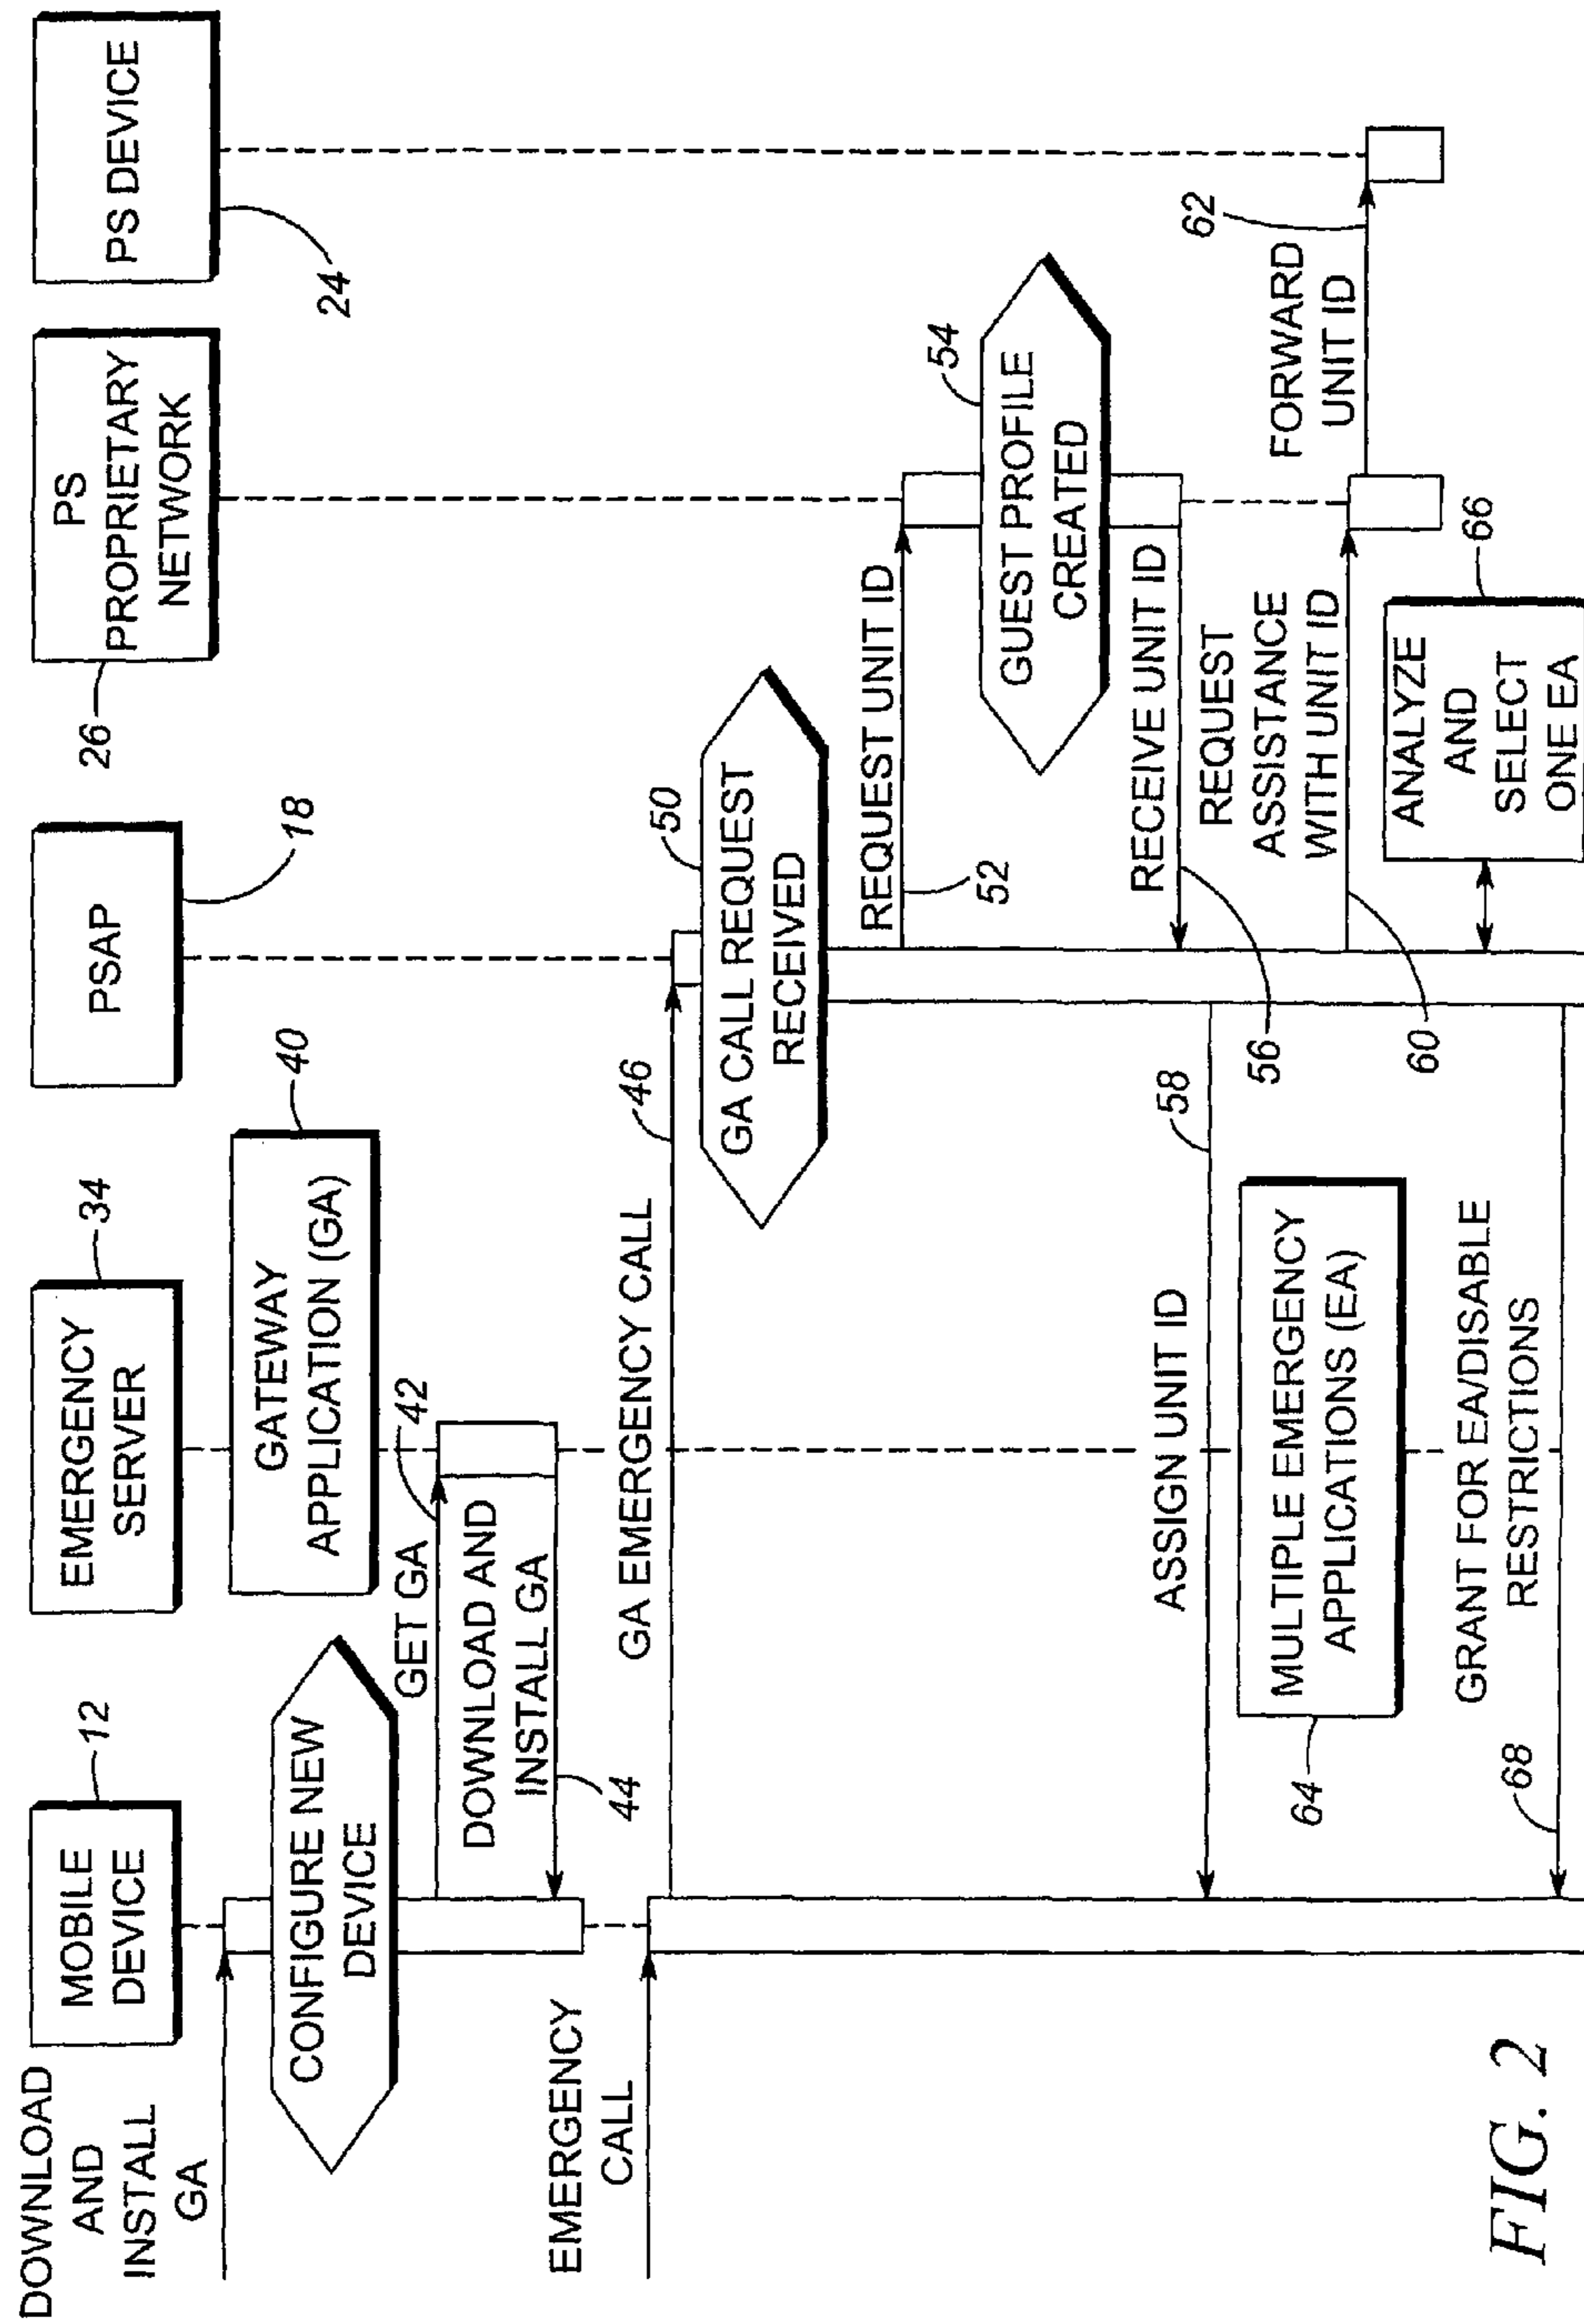 DOWNLOAD
AND
INSTALL
GA
MOBILE
DEVICE
12
EMERGENCY
SERVER
34
PSAP
18
PS
PROPRIETARY
NETWORK
26
PS DEVICE
24
GATEWAY
APPLICATION (GA)
40
CONFIGURE NEW
DEVICE
GET GA
42
DOWNLOAD AND
INSTALL GA
44
EMERGENCY
CALL
GA EMERGENCY CALL
46
GA CALL REQUEST
RECEIVED
50
REQUEST UNIT ID
52
GUEST PROFILE
CREATED
54
RECEIVE UNIT ID
56
ASSIGN UNIT ID
58
REQUEST
ASSISTANCE
WITH UNIT ID
60
FORWARD
UNIT ID
62
MULTIPLE EMERGENCY
APPLICATIONS (EA)
64
ANALYZE
AND
SELECT
ONE EA
66
GRANT FOR EA/DISABLE
RESTRICTIONS
68
FIG. 2